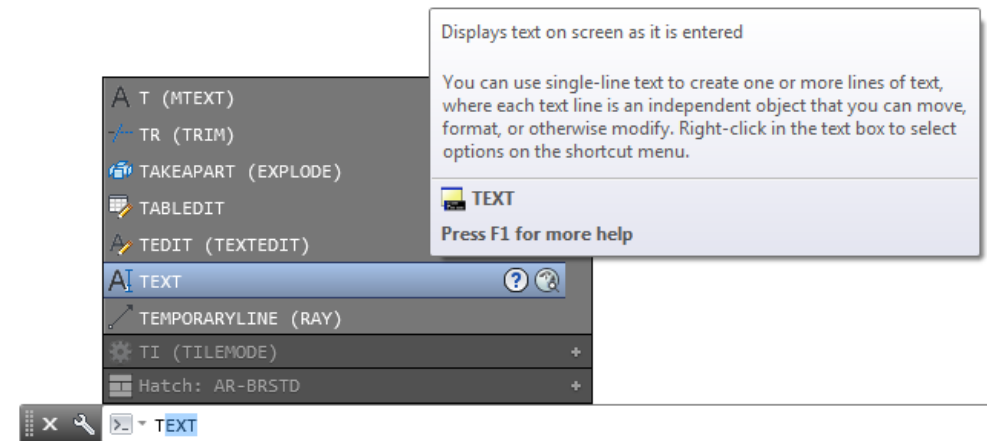 Displays text on screen as it is entered
You can use single-line text to create one or more lines of text,
where each text line is an independent object that you can move,
format, or otherwise modify. Right-click in the text box to select
options on the shortcut menu.
TEXT
Press F1 for more help
T (MTEXT)
TR (TRIM)
TAKEAPART (EXPLODE)
TABLEDIT
TEDIT (TEXTEDIT)
TEXT
TEMPORARYLINE (RAY)
TI (TILEMODE)
Hatch: AR-BRSTD
TEXT